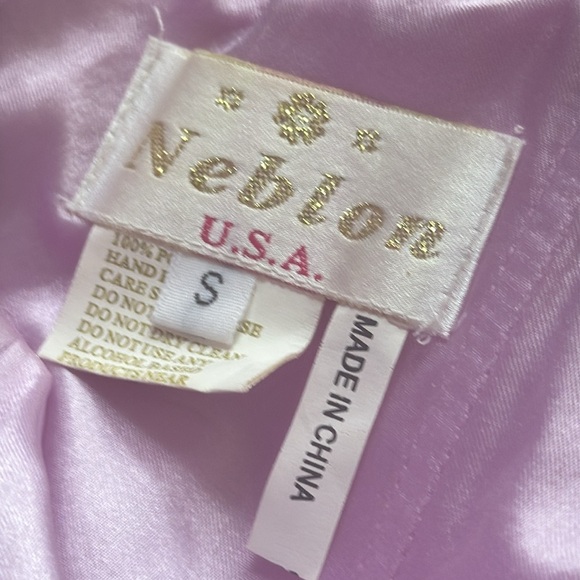 Neblon
U.S.A.
S
100%
HAND
CARE
DO NOT
DO NOT DRY CLEAN
DO NOT USE ANY
ALCOHOL BASED
PRODUCTS NEAR
MADE IN CHINA